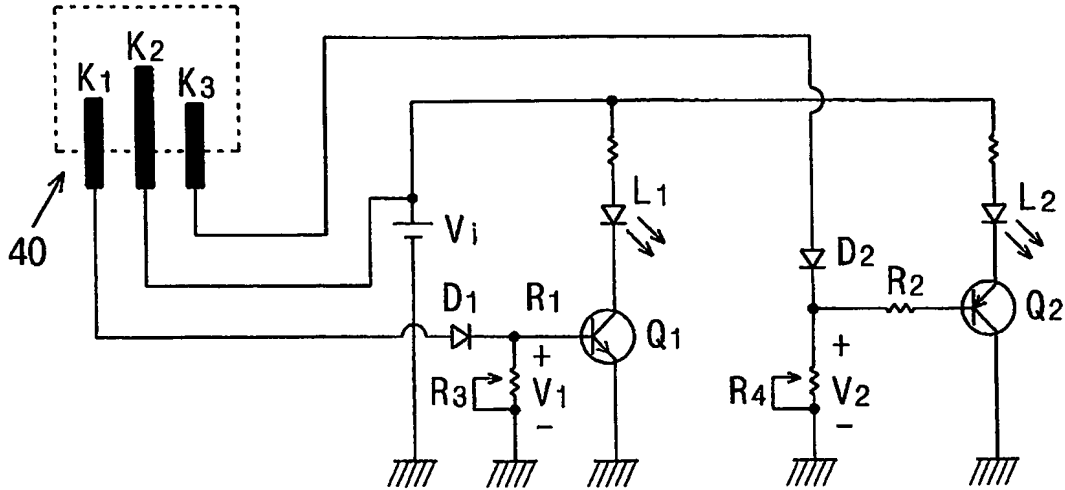 K1
K2
K3
40
Vi
L1
L2
D1
R1
Q1
D2
R2
Q2
R3
+
V1
-
R4
+
V2
-